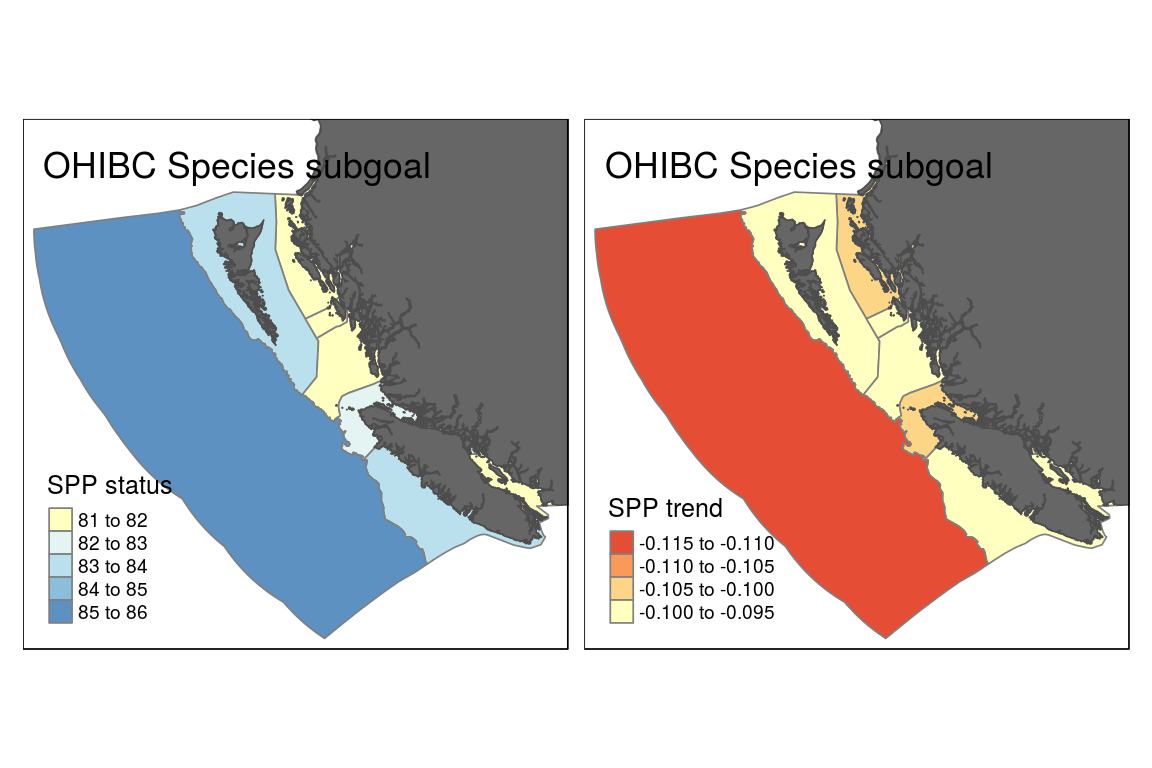 OHIBC Species subgoal
SPP status
81 to 82
82 to 83
83 to 84
84 to 85
85 to 86
OHIBC Species subgoal
SPP trend
-0.115 to -0.110
-0.110 to -0.105
-0.105 to -0.100
-0.100 to -0.095